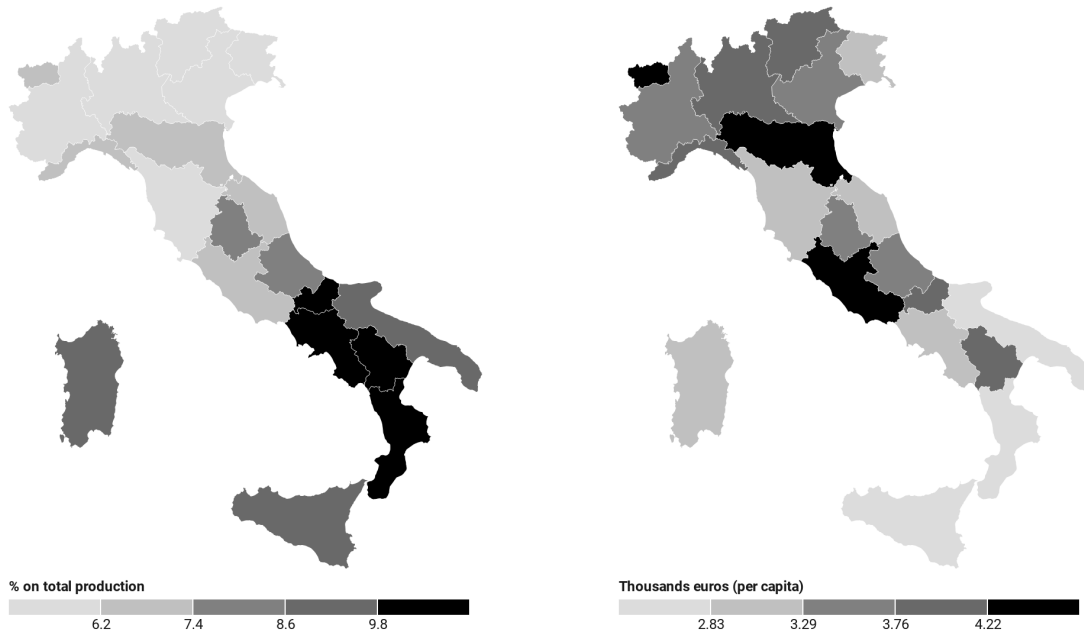 % on total production
6.2 7.4 8.6 9.8
Thousands euros (per capita)
2.83 3.29 3.76 4.22